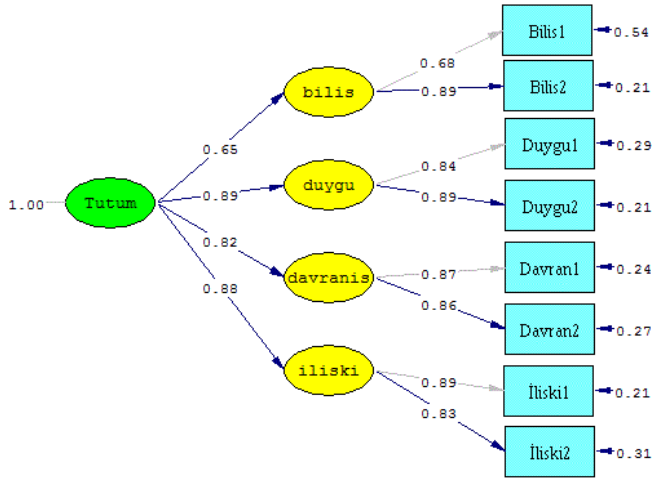 Bilis1
0.54
0.68
bilis
0.89
Bilis2
0.21
0.65
Duygu1
0.29
0.84
duygu
0.89
0.89
Duygu2
0.21
1.00
Tutum
0.82
Davran1
0.24
0.87
davranis
0.88
0.86
Davran2
0.27
iliski
0.89
İliski1
0.21
0.83
İliski2
0.31